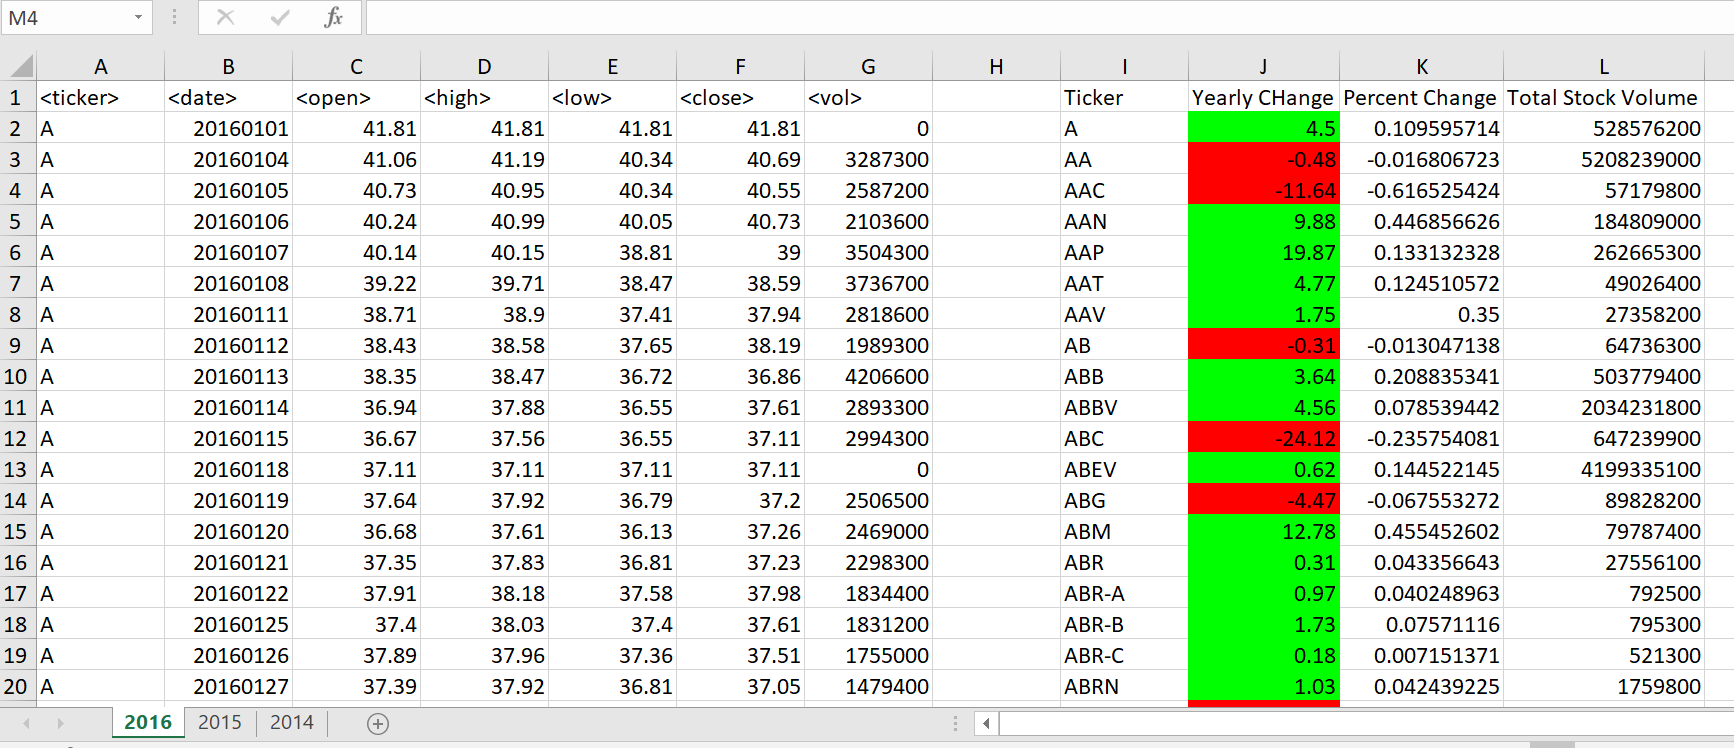 M4 fx
A B C D E F G H I J K L
1 <ticker> <date> <open> <high> <low> <close> <vol> Ticker Yearly CHange Percent Change Total Stock Volume
2 A 20160101 41.81 41.81 41.81 41.81 0 A 4.5 0.109595714 528576200
3 A 20160104 41.06 41.19 40.34 40.69 3287300 AA -0.48 -0.016806723 5208239000
4 A 20160105 40.73 40.95 40.34 40.55 2587200 AAC -11.64 -0.616525424 57179800
5 A 20160106 40.24 40.99 40.05 40.73 2103600 AAN 9.88 0.446856626 184809000
6 A 20160107 40.14 40.15 38.81 39 3504300 AAP 19.87 0.133132328 262665300
7 A 20160108 39.22 39.71 38.47 38.59 3736700 AAT 4.77 0.124510572 49026400
8 A 20160111 38.71 38.9 37.41 37.94 2818600 AAV 1.75 0.35 27358200
9 A 20160112 38.43 38.58 37.65 38.19 1989300 AB -0.31 -0.013047138 64736300
10 A 20160113 38.35 38.47 36.72 36.86 4206600 ABB 3.64 0.208835341 503779400
11 A 20160114 36.94 37.88 36.55 37.61 2893300 ABBV 4.56 0.078539442 2034231800
12 A 20160115 36.67 37.56 36.55 37.11 2994300 ABC -24.12 -0.235754081 647239900
13 A 20160118 37.11 37.11 37.11 37.11 0 ABEV 0.62 0.144522145 4199335100
14 A 20160119 37.64 37.92 36.79 37.2 2506500 ABG -4.47 -0.067553272 89828200
15 A 20160120 36.68 37.61 36.13 37.26 2469000 ABM 12.78 0.455452602 79787400
16 A 20160121 37.35 37.83 36.81 37.23 2298300 ABR 0.31 0.043356643 27556100
17 A 20160122 37.91 38.18 37.58 37.98 1834400 ABR-A 0.97 0.040248963 792500
18 A 20160125 37.4 38.03 37.4 37.61 1831200 ABR-B 1.73 0.07571116 795300
19 A 20160126 37.89 37.96 37.36 37.51 1755000 ABR-C 0.18 0.007151371 521300
20 A 20160127 37.39 37.92 36.81 37.05 1479400 ABRN 1.03 0.042439225 1759800
2016 2015 2014